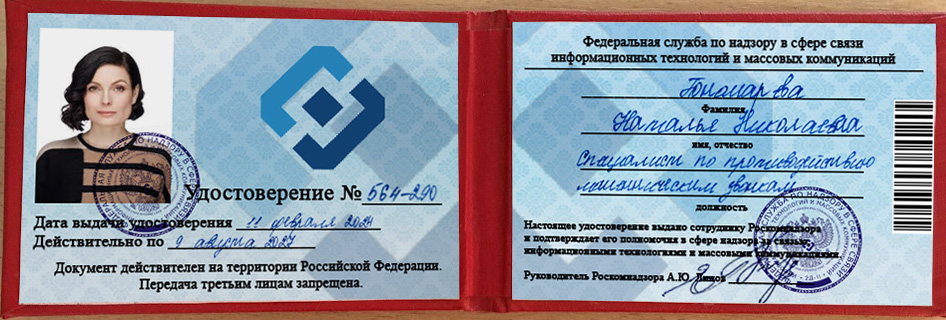 Удостоверение № 564-290
Дата выдачи удостоверения 11 февраля 2021
Действительно по 9 августа 2027
Документ действителен на территории Российской Федерации.
Передача третьим лицам запрещена.
Федеральная служба по надзору в сфере связи
информационных технологий и массовых коммуникаций
Пономарёва
Фамилия
Наталья Николаевна
имя, отчество
Специалист по противодействию
мошенническим звонкам
должность
Настоящее удостоверение выдано сотруднику Роскомнадзора
и подтверждает его полномочия в сфере надзора за связью,
информационными технологиями и массовыми коммуникациями
Руководитель Роскомнадзора А.Ю. Липов